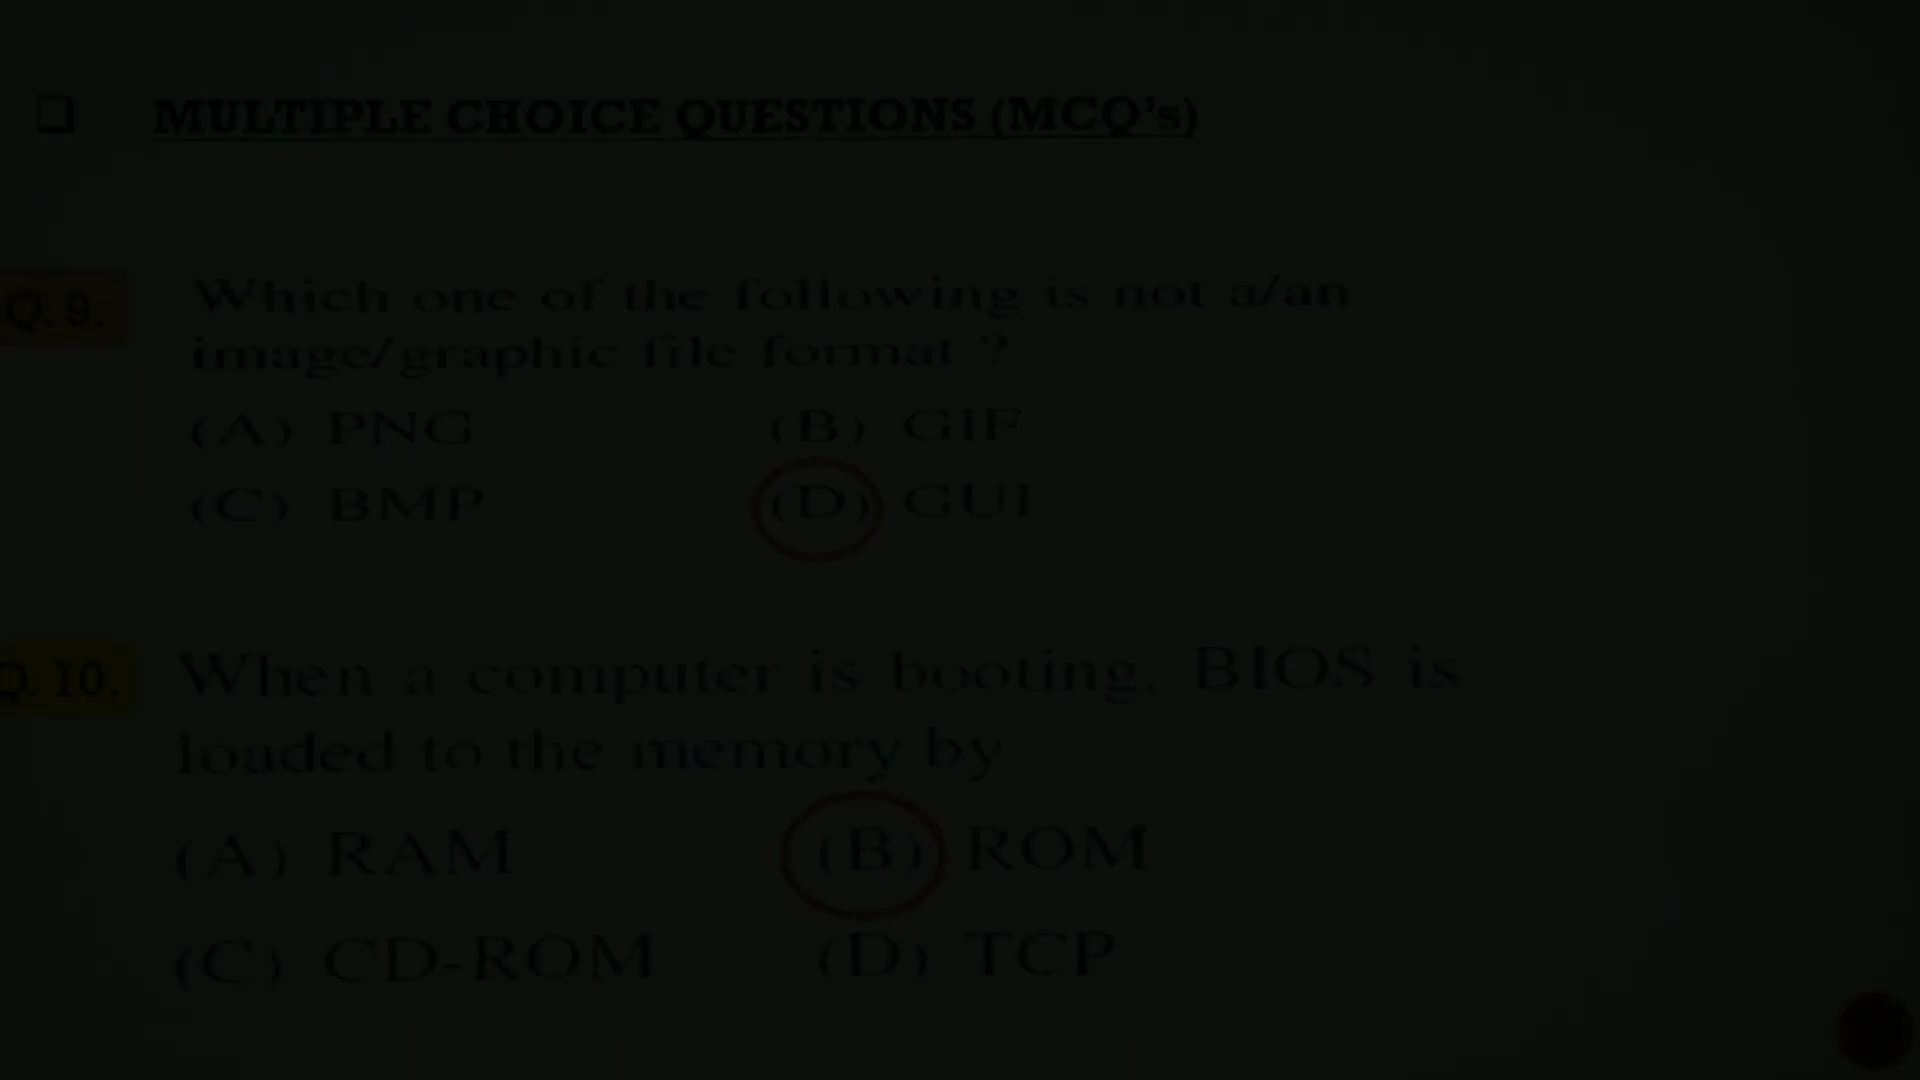 ❑ MULTIPLE CHOICE QUESTIONS (MCQ's)
Q. 9. Which one of the following is not a/an
image/graphic file format ?
(A) PNG (B) GIF
(C) BMP (D) GUI
Q. 10. When a computer is booting, BIOS is
loaded to the memory by
(A) RAM (B) ROM
(C) CD-ROM (D) TCP